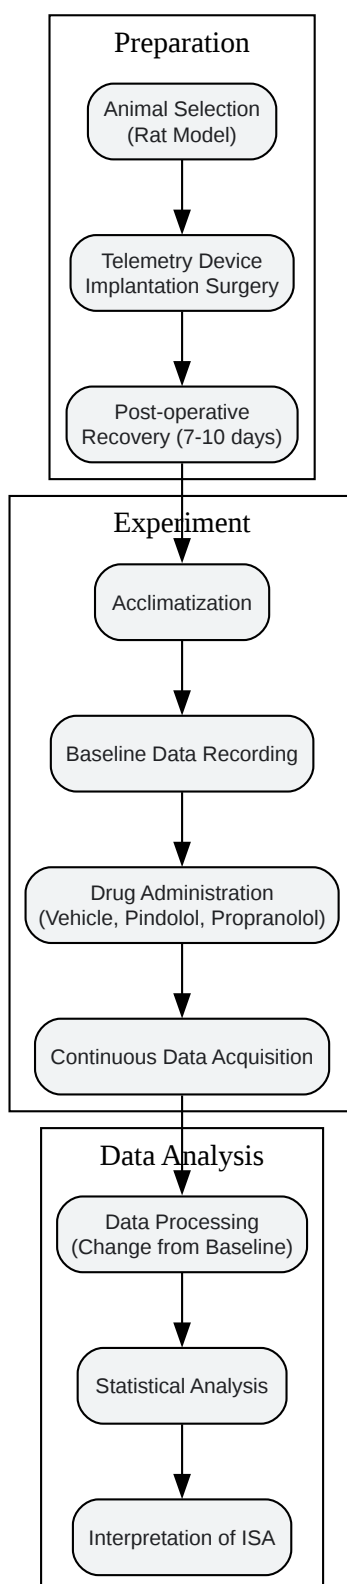 Preparation
Animal Selection
(Rat Model)
Telemetry Device
Implantation Surgery
Post-operative
Recovery (7-10 days)
Experiment
Acclimatization
Baseline Data Recording
Drug Administration
(Vehicle, Pindolol, Propranolol)
Continuous Data Acquisition
Data Analysis
Data Processing
(Change from Baseline)
Statistical Analysis
Interpretation of ISA